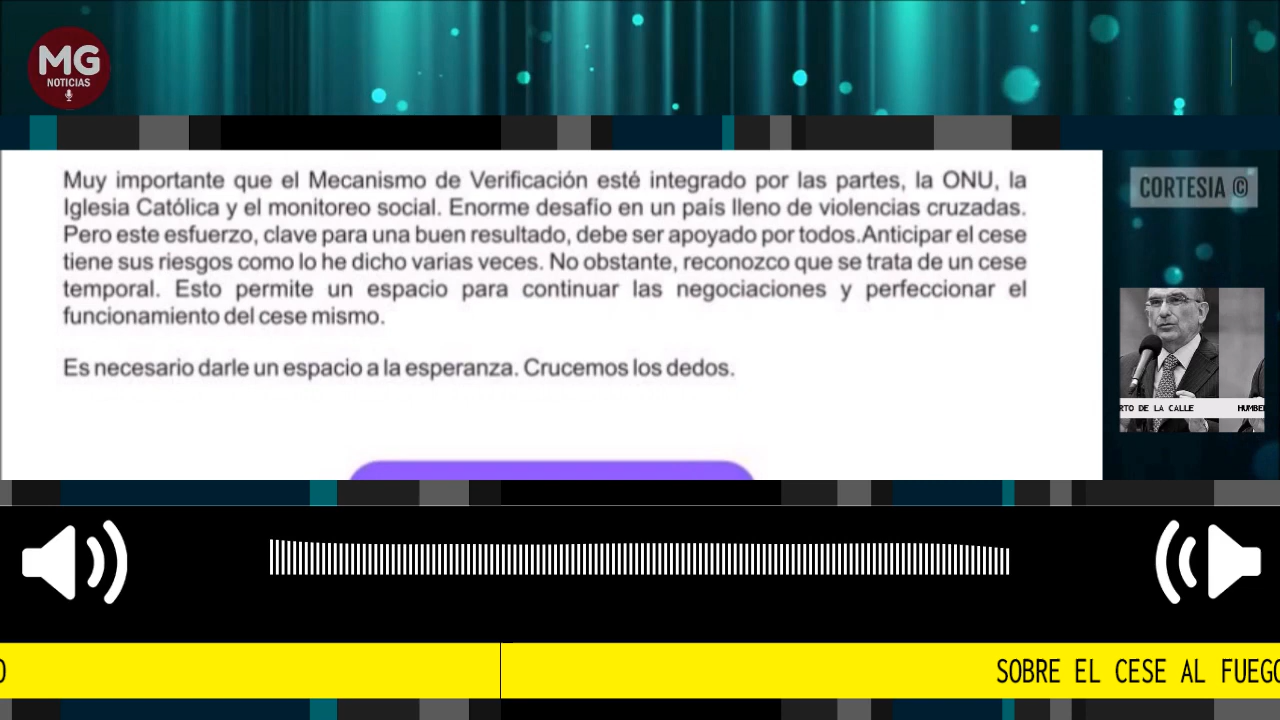 MG
NOTICIAS
Muy importante que el Mecanismo de Verificación esté integrado por las partes, la ONU, la
Iglesia Católica y el monitoreo social. Enorme desafío en un país lleno de violencias cruzadas.
Pero este esfuerzo, clave para una buen resultado, debe ser apoyado por todos.Anticipar el cese
tiene sus riesgos como lo he dicho varias veces. No obstante, reconozco que se trata de un cese
temporal. Esto permite un espacio para continuar las negociaciones y perfeccionar el
funcionamiento del cese mismo.
Es necesario darle un espacio a la esperanza. Crucemos los dedos.
CORTESIA ©
RTO DE LA CALLE HUMBE
O SOBRE EL CESE AL FUEGO